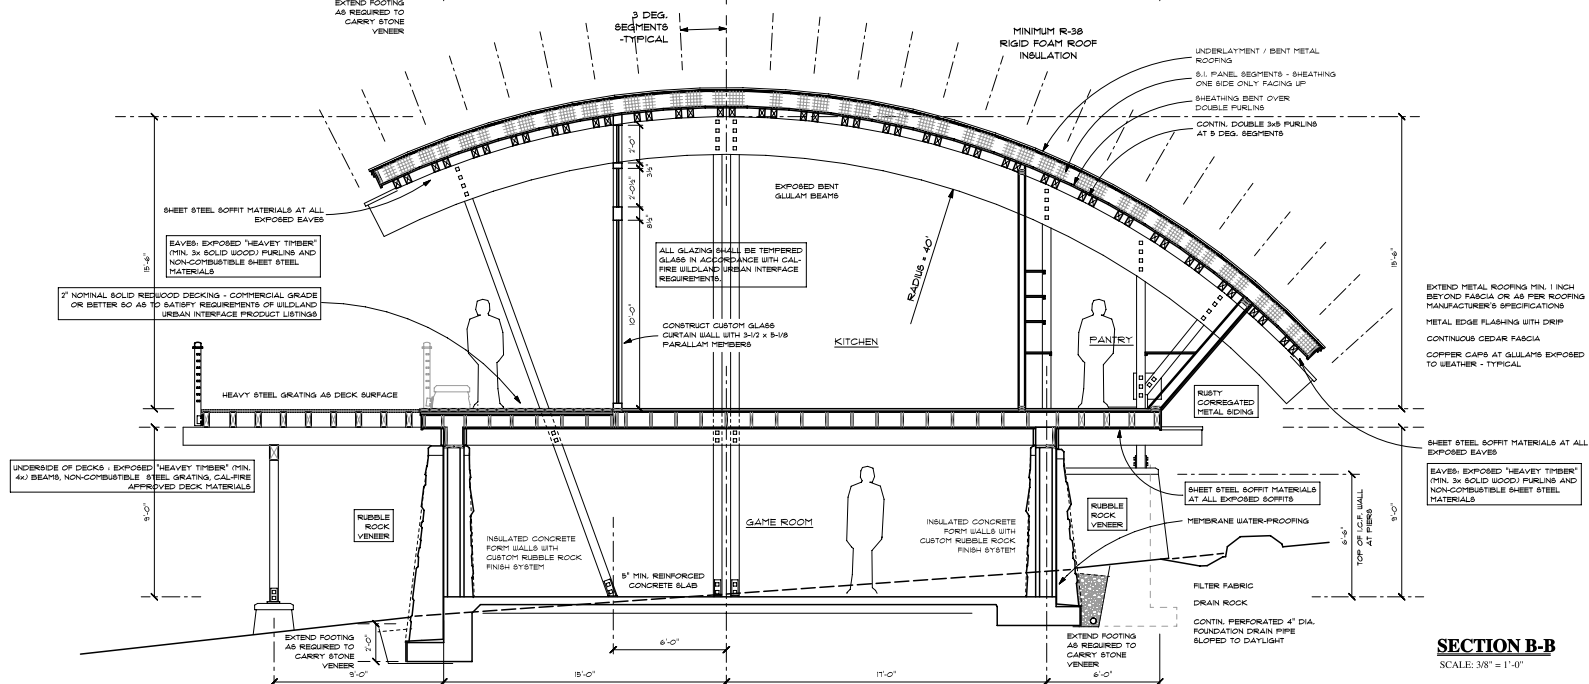 EXTEND FOOTING
AS REQUIRED TO
CARRY STONE
VENEER
3 DEG.
SEGMENTS
-TYPICAL
MINIMUM R-38
RIGID FOAM ROOF
INSULATION
UNDERLAYMENT / BENT METAL
ROOFING
S.I. PANEL SEGMENTS - SHEATHING
ONE SIDE ONLY FACING UP
SHEATHING BENT OVER
DOUBLE PURLINS
CONTIN. DOUBLE 3x5 PURLINS
AT 5 DEG. SEGMENTS
2'-0"
3½"
2'-0½"
8½"
10'-0"
15'-6"
15'-6"
EXPOSED BENT
GLULAM BEAMS
RADIUS = 40'
SHEET STEEL SOFFIT MATERIALS AT ALL
EXPOSED EAVES
EAVES: EXPOSED "HEAVEY TIMBER"
(MIN. 3x SOLID WOOD) PURLINS AND
NON-COMBUSTIBLE SHEET STEEL
MATERIALS
ALL GLAZING SHALL BE TEMPERED
GLASS IN ACCORDANCE WITH CAL-
FIRE WILDLAND URBAN INTERFACE
REQUIREMENTS.
2" NOMINAL SOLID REDWOOD DECKING - COMMERCIAL GRADE
OR BETTER SO AS TO SATISFY REQUIREMENTS OF WILDLAND
URBAN INTERFACE PRODUCT LISTINGS
CONSTRUCT CUSTOM GLASS
CURTAIN WALL WITH 3-1/2 x 5-1/8
PARALLAM MEMBERS
KITCHEN
PANTRY
EXTEND METAL ROOFING MIN. 1 INCH
BEYOND FASCIA OR AS PER ROOFING
MANUFACTURER'S SPECIFICATIONS
METAL EDGE FLASHING WITH DRIP
CONTINUOUS CEDAR FASCIA
COPPER CAPS AT GLULAMS EXPOSED
TO WEATHER - TYPICAL
HEAVY STEEL GRATING AS DECK SURFACE
RUSTY
CORREGATED
METAL SIDING
SHEET STEEL SOFFIT MATERIALS AT ALL
EXPOSED EAVES
EAVES: EXPOSED "HEAVEY TIMBER"
(MIN. 3x SOLID WOOD) PURLINS AND
NON-COMBUSTIBLE SHEET STEEL
MATERIALS
UNDERSIDE OF DECKS : EXPOSED "HEAVEY TIMBER" (MIN.
4x) BEAMS, NON-COMBUSTIBLE STEEL GRATING, CAL-FIRE
APPROVED DECK MATERIALS
9'-0"
RUBBLE
ROCK
VENEER
INSULATED CONCRETE
FORM WALLS WITH
CUSTOM RUBBLE ROCK
FINISH SYSTEM
GAME ROOM
INSULATED CONCRETE
FORM WALLS WITH
CUSTOM RUBBLE ROCK
FINISH SYSTEM
RUBBLE
ROCK
VENEER
SHEET STEEL SOFFIT MATERIALS
AT ALL EXPOSED SOFFITS
MEMBRANE WATER-PROOFING
6'-6"
TOP OF I.C.F. WALL
AT PIERS
9'-0"
5" MIN. REINFORCED
CONCRETE SLAB
FILTER FABRIC
DRAIN ROCK
CONTIN. PERFORATED 4" DIA.
FOUNDATION DRAIN PIPE
SLOPED TO DAYLIGHT
EXTEND FOOTING
AS REQUIRED TO
CARRY STONE
VENEER
2'-0"
6'-0"
EXTEND FOOTING
AS REQUIRED TO
CARRY STONE
VENEER
9'-0"
15'-0"
17'-0"
6'-0"
SECTION B-B
SCALE: 3/8" = 1'-0"